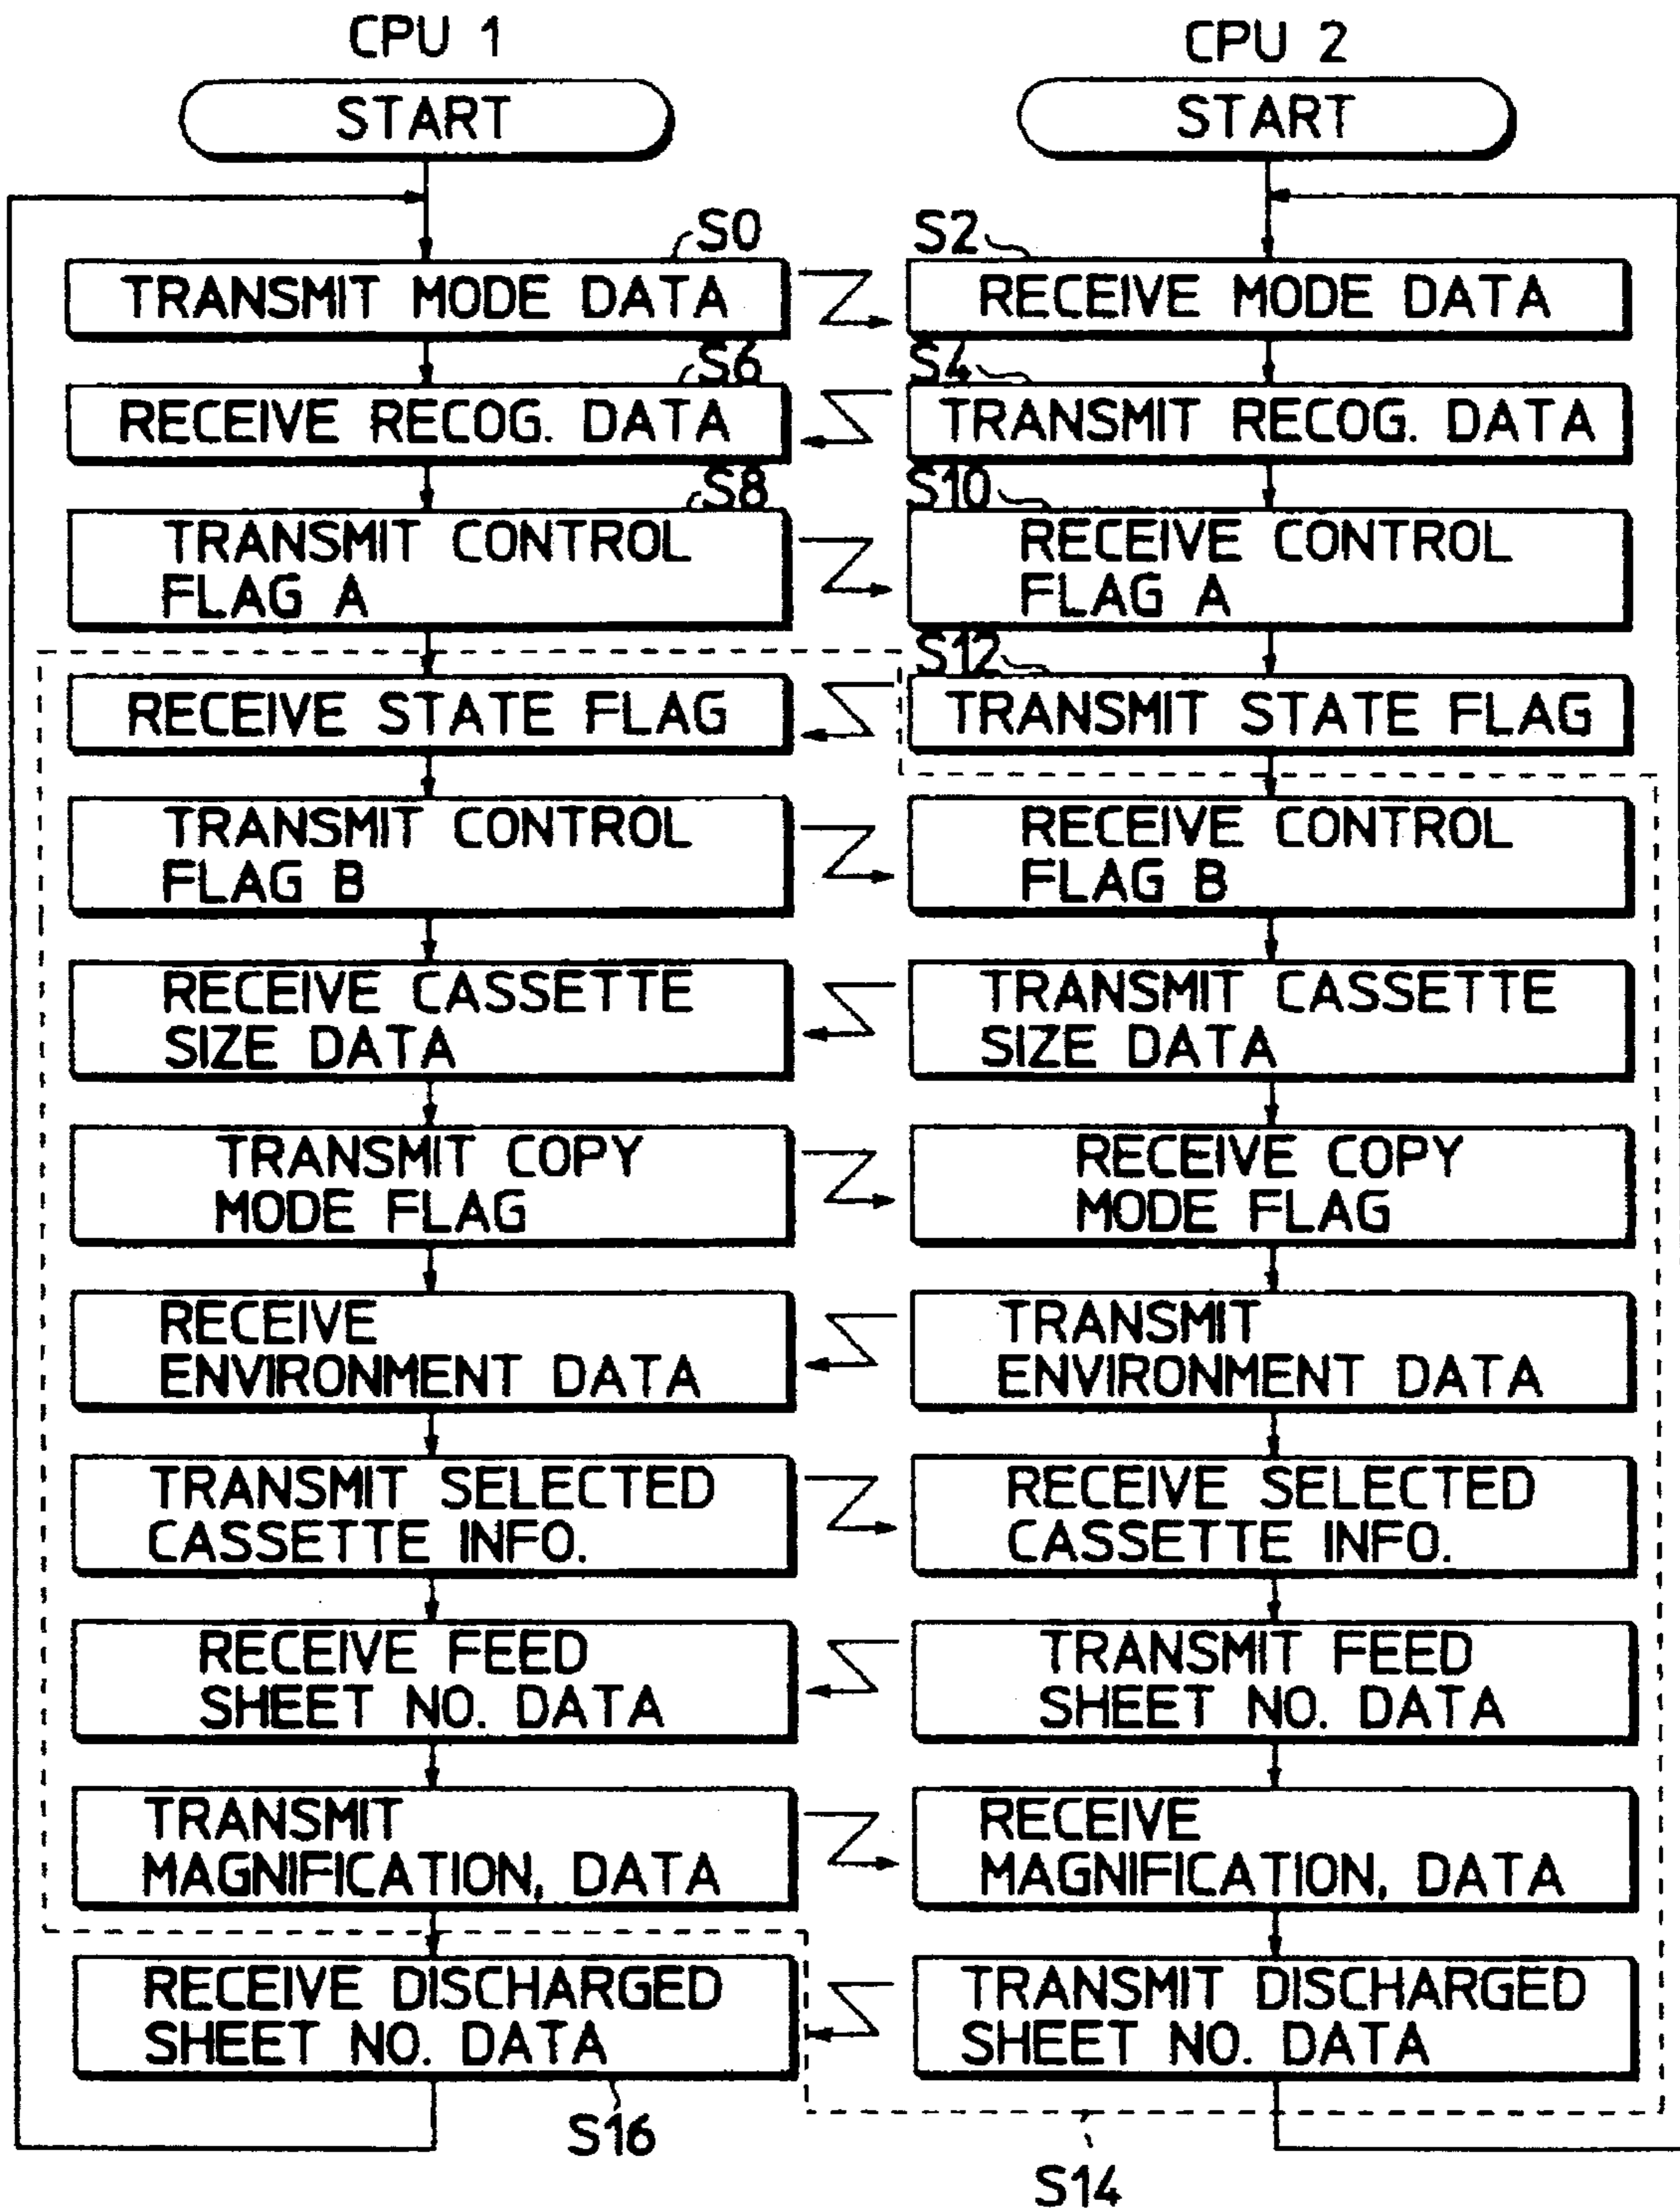 CPU 1
CPU 2
START
START
S0
S2
TRANSMIT MODE DATA
RECEIVE MODE DATA
S6
S4
RECEIVE RECOG. DATA
TRANSMIT RECOG. DATA
S8
S10
TRANSMIT CONTROL
FLAG A
RECEIVE CONTROL
FLAG A
S12
RECEIVE STATE FLAG
TRANSMIT STATE FLAG
TRANSMIT CONTROL
FLAG B
RECEIVE CONTROL
FLAG B
RECEIVE CASSETTE
SIZE DATA
TRANSMIT CASSETTE
SIZE DATA
TRANSMIT COPY
MODE FLAG
RECEIVE COPY
MODE FLAG
RECEIVE
ENVIRONMENT DATA
TRANSMIT
ENVIRONMENT DATA
TRANSMIT SELECTED
CASSETTE INFO.
RECEIVE SELECTED
CASSETTE INFO.
RECEIVE FEED
SHEET NO. DATA
TRANSMIT FEED
SHEET NO. DATA
TRANSMIT
MAGNIFICATION, DATA
RECEIVE
MAGNIFICATION, DATA
RECEIVE DISCHARGED
SHEET NO. DATA
TRANSMIT DISCHARGED
SHEET NO. DATA
S16
S14